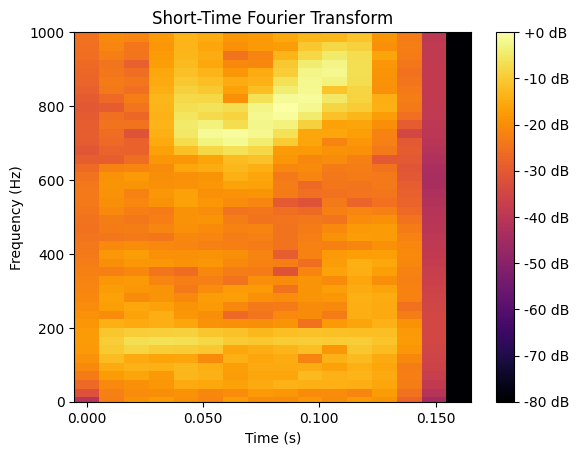 Short-Time Fourier Transform
1000
800
600
400
200
0
Frequency (Hz)
0.000
0.050
0.100
0.150
Time (s)
+0 dB
-10 dB
-20 dB
-30 dB
-40 dB
-50 dB
-60 dB
-70 dB
-80 dB